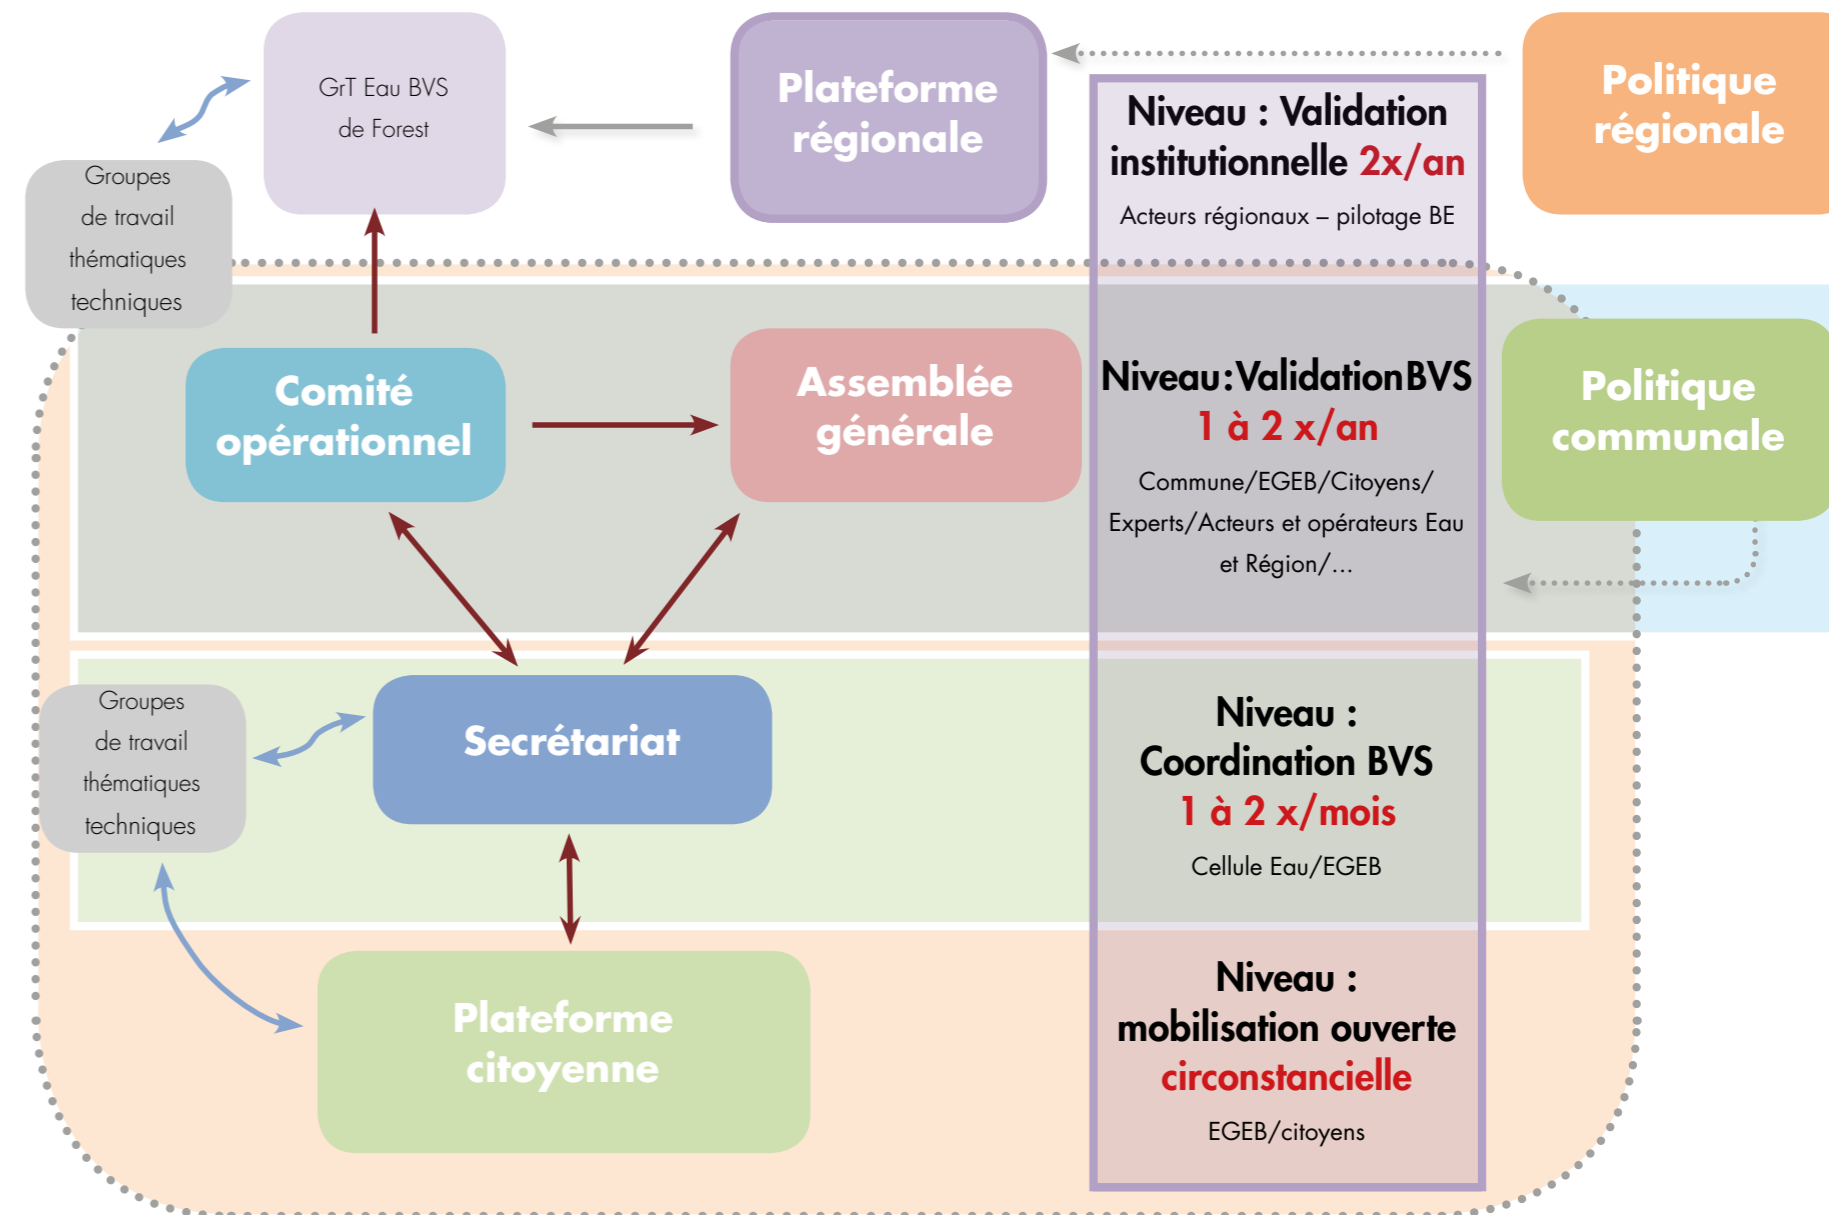 GrT Eau BVS
de Forest
Plateforme
régionale
Niveau : Validation
institutionnelle 2x/an
Acteurs régionaux – pilotage BE
Politique
régionale
Groupes
de travail
thématiques
techniques
Comité
opérationnel
Assemblée
générale
Niveau : Validation BVS
1 à 2 x/an
Commune/EGEB/Citoyens/
Experts/Acteurs et opérateurs Eau
et Région/...
Politique
communale
Groupes
de travail
thématiques
techniques
Secrétariat
Niveau :
Coordination BVS
1 à 2 x/mois
Cellule Eau/EGEB
Plateforme
citoyenne
Niveau :
mobilisation ouverte
circonstancielle
EGEB/citoyens